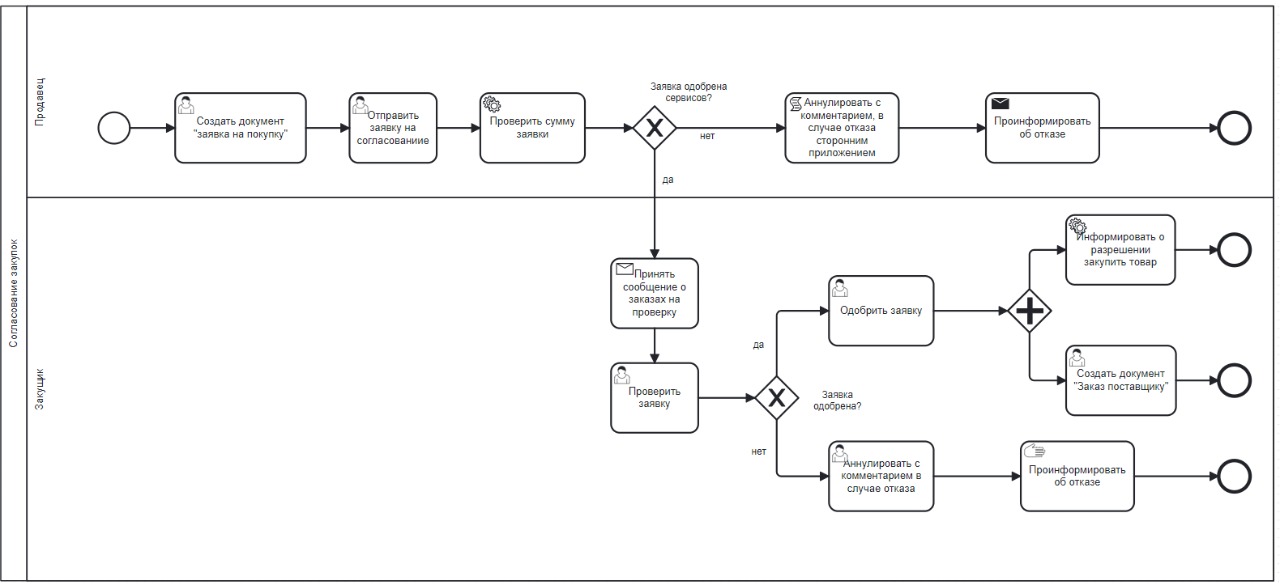 Согласование закупок
Продавец
Создать документ
"заявка на покупку"
Отправить
заявку на
согласованиие
Проверить сумму
заявки
Заявка одобрена
сервисов?
нет
да
Аннулировать с
комментарием, в
случае отказа
сторонним
приложением
Проинформировать
об отказе
Закущик
Принять
сообщение о
заказах на
проверку
Проверить
заявку
Заявка
одобрена?
да
нет
Одобрить заявку
Информировать о
разрешении
закупить товар
Создать документ
"Заказ поставщику"
Аннулировать с
комментарием в
случае отказа
Проинформировать
об отказе